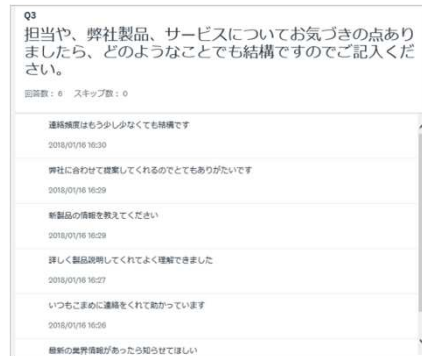 Q3
担当や、弊社製品、サービスについてお気づきの点あり
ましたら、どのようなことでも結構ですのでご記入くだ
さい。
回答数：6 スキップ数：0
連絡頻度はもう少し少なくても結構です
2018/01/16 16:30
弊社に合わせて提案してくれるのでとてもありがたいです
2018/01/16 16:29
新製品の情報を教えてください
2018/01/16 16:29
詳しく製品説明してくれてよく理解できました
2018/01/16 16:27
いつもこまめに連絡をくれて助かっています
2018/01/16 16:26
最新の業界情報があったら知らせてほしい